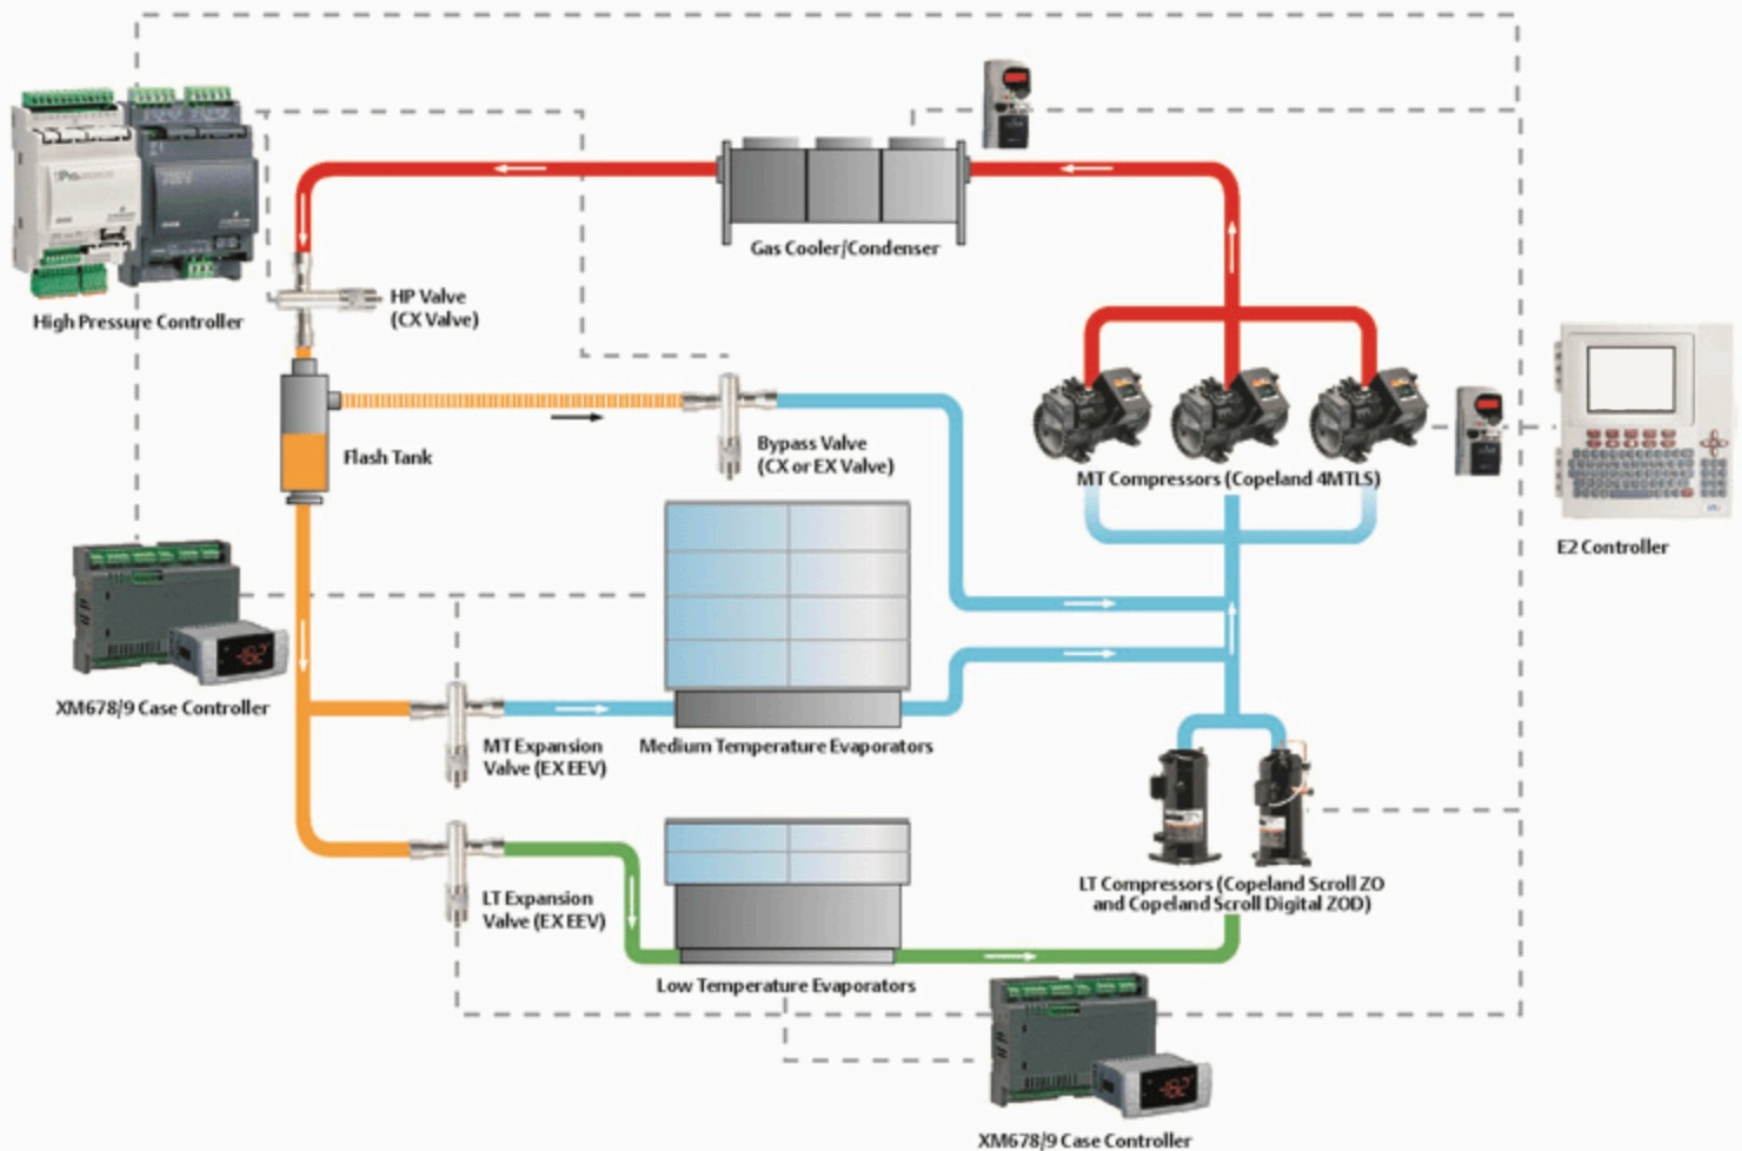 Gas Cooler/Condenser
HP Valve
(CX Valve)
High Pressure Controller
Flash Tank
Bypass Valve
(CX or EX Valve)
MT Compressors (Copeland 4MTLS)
E2 Controller
XM678/9 Case Controller
MT Expansion
Valve (EX EEV)
Medium Temperature Evaporators
LT Expansion
Valve (EX EEV)
LT Compressors (Copeland Scroll ZO
and Copeland Scroll Digital ZOD)
Low Temperature Evaporators
XM678/9 Case Controller